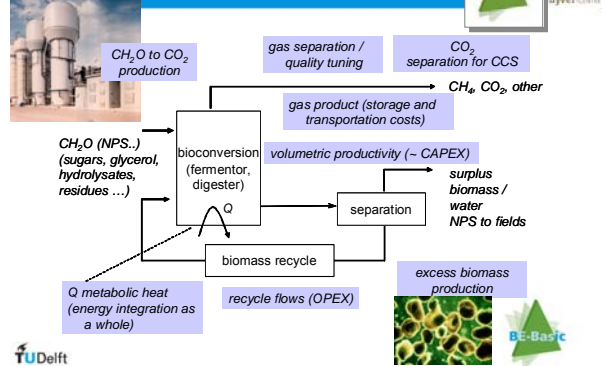 CH2O to CO2
production
gas separation /
quality tuning
CO2
separation for CCS
CH4, CO2, other
gas product (storage and
transportation costs)
CH2O (NPS..)
(sugars, glycerol,
hydrolysates,
residues ...)
bioconversion
(fermentor,
digester)
volumetric productivity (~ CAPEX)
surplus
biomass /
water
NPS to fields
Q
separation
biomass recycle
Q metabolic heat
(energy integration as
a whole)
recycle flows (OPEX)
excess biomass
production
BE-Basic
TUDelft